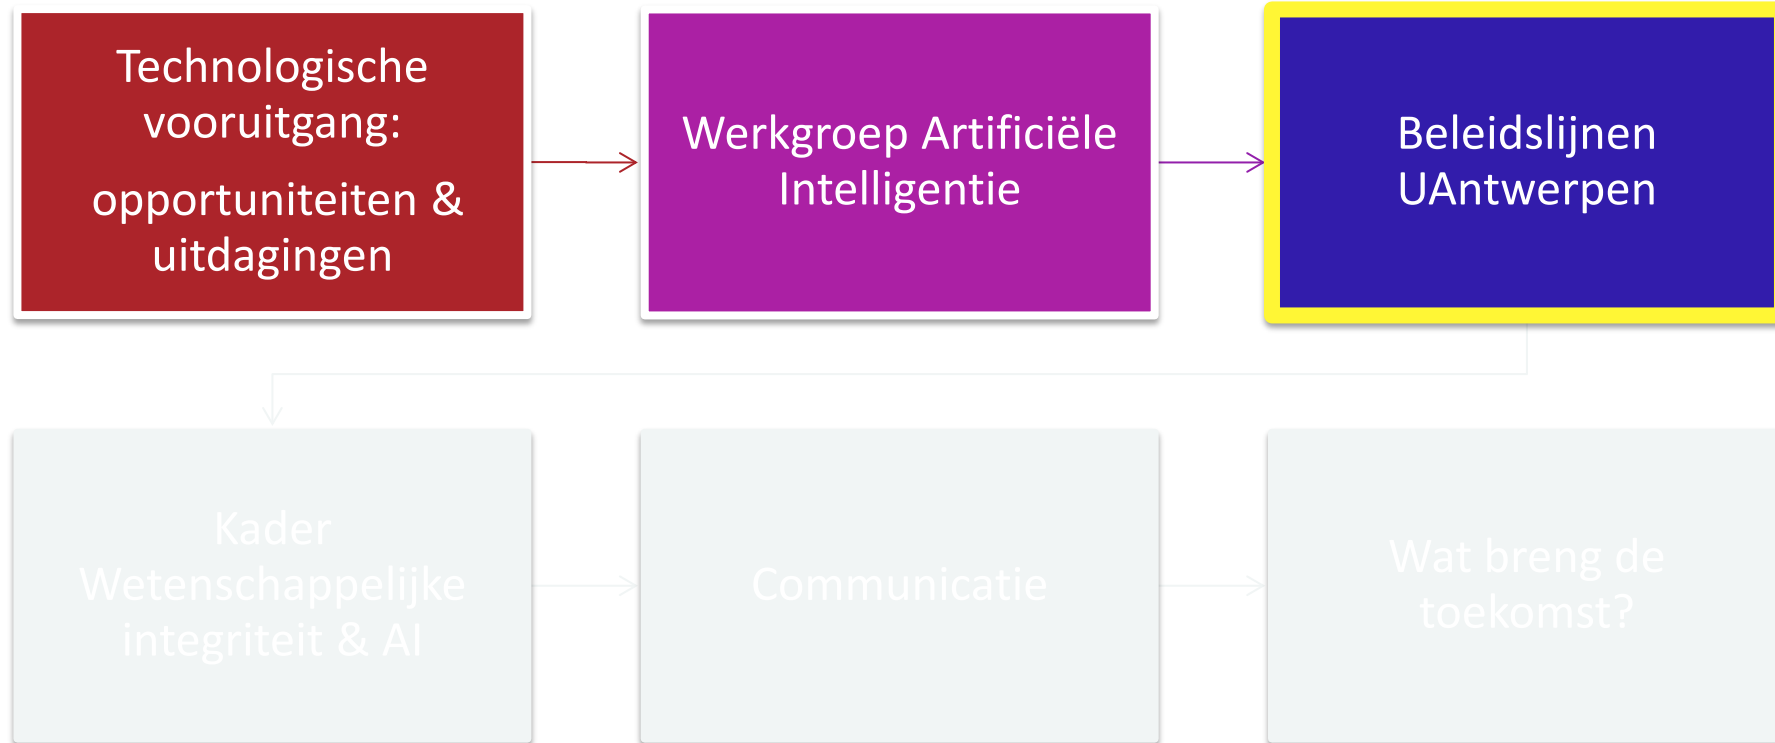 Technologische
vooruitgang:
opportuniteiten &
uitdagingen
Werkgroep Artificiële
Intelligentie
Beleidslijnen
UAntwerpen
Kader
Wetenschappelijke
integriteit & AI
Communicatie
Wat breng de
toekomst?